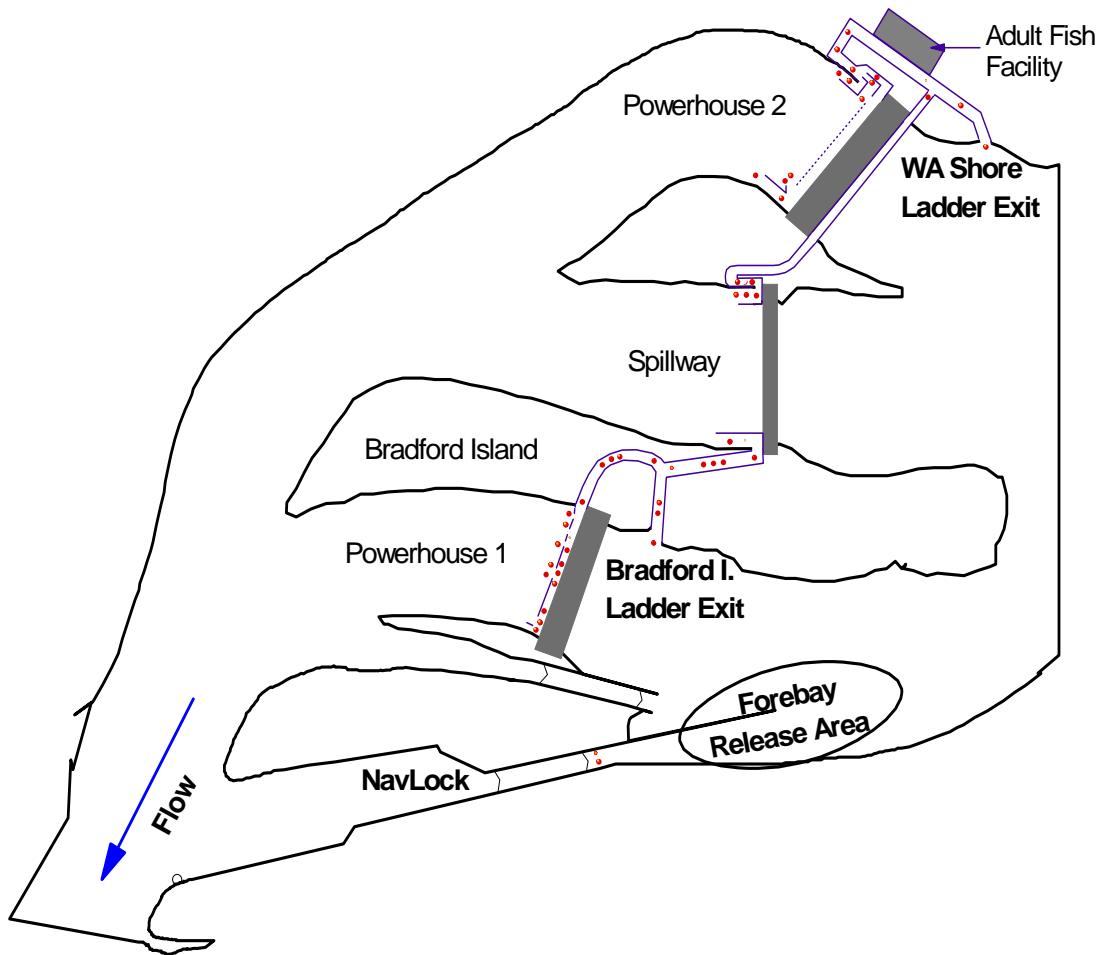 Adult Fish
Facility
Powerhouse 2
WA Shore
Ladder Exit
Spillway
Bradford Island
Powerhouse 1
Bradford I.
Ladder Exit
Forebay
Release Area
NavLock
Flow